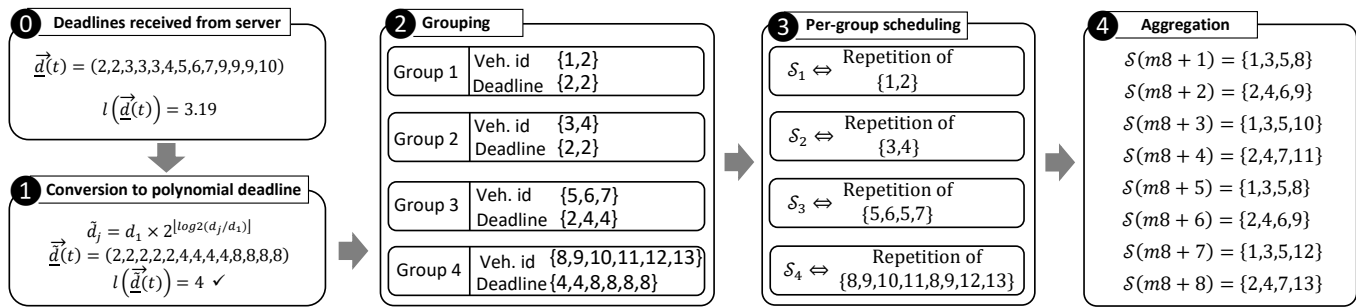 0 Deadlines received from server
d⃗(t) = (2,2,3,3,3,4,5,6,7,9,9,9,10)
l(d⃗(t)) = 3.19
1 Conversion to polynomial deadline
d̃ⱼ = d₁ × 2^⌊log2(dⱼ/d₁)⌋
d̃⃗(t) = (2,2,2,2,2,4,4,4,4,8,8,8,8)
l(d̃⃗(t)) = 4 ✓
2 Grouping
Group 1
Veh. id {1,2}
Deadline {2,2}
Group 2
Veh. id {3,4}
Deadline {2,2}
Group 3
Veh. id {5,6,7}
Deadline {2,4,4}
Group 4
Veh. id {8,9,10,11,12,13}
Deadline {4,4,8,8,8,8}
3 Per-group scheduling
𝒮₁ ⇔ Repetition of
{1,2}
𝒮₂ ⇔ Repetition of
{3,4}
𝒮₃ ⇔ Repetition of
{5,6,5,7}
𝒮₄ ⇔ Repetition of
{8,9,10,11,8,9,12,13}
4 Aggregation
𝒮(m8 + 1) = {1,3,5,8}
𝒮(m8 + 2) = {2,4,6,9}
𝒮(m8 + 3) = {1,3,5,10}
𝒮(m8 + 4) = {2,4,7,11}
𝒮(m8 + 5) = {1,3,5,8}
𝒮(m8 + 6) = {2,4,6,9}
𝒮(m8 + 7) = {1,3,5,12}
𝒮(m8 + 8) = {2,4,7,13}